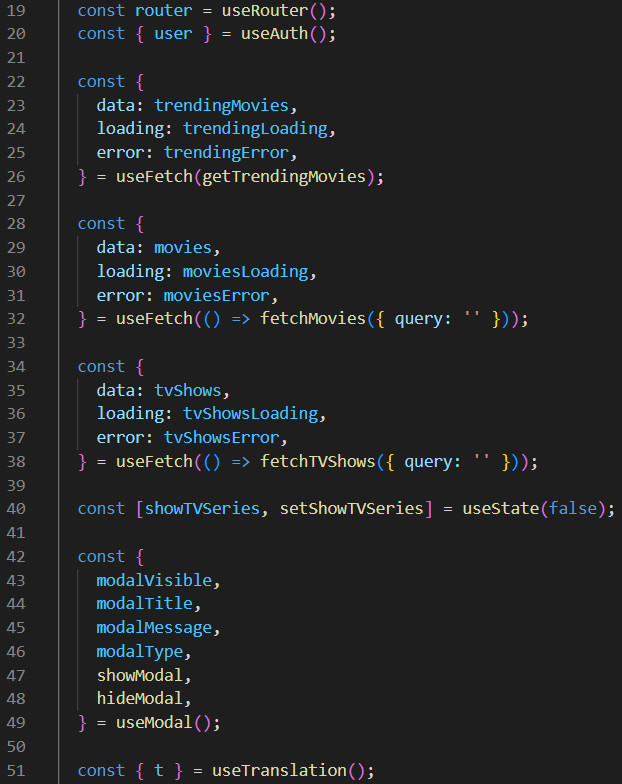 19 const router = useRouter();
20 const { user } = useAuth();
21
22 const {
23 data: trendingMovies,
24 loading: trendingLoading,
25 error: trendingError,
26 } = useFetch(getTrendingMovies);
27
28 const {
29 data: movies,
30 loading: moviesLoading,
31 error: moviesError,
32 } = useFetch(() => fetchMovies({ query: '' }));
33
34 const {
35 data: tvShows,
36 loading: tvShowsLoading,
37 error: tvShowsError,
38 } = useFetch(() => fetchTVShows({ query: '' }));
39
40 const [showTVSeries, setShowTVSeries] = useState(false);
41
42 const {
43 modalVisible,
44 modalTitle,
45 modalMessage,
46 modalType,
47 showModal,
48 hideModal,
49 } = useModal();
50
51 const { t } = useTranslation();